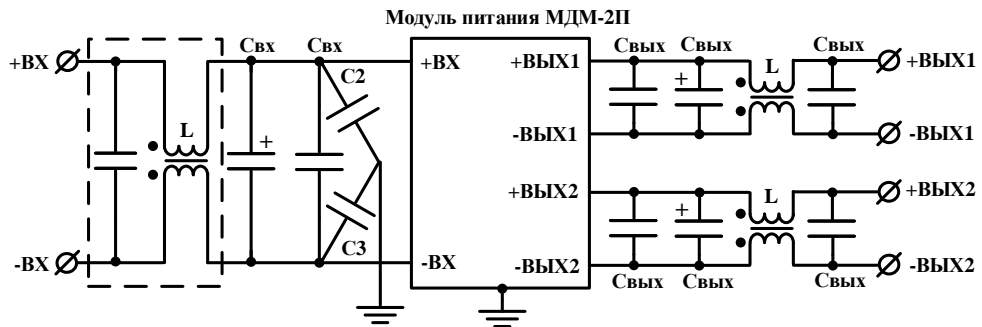 Модуль питания МДМ-2П
+ВХ
L
Свх
+
Свх
C2
C3
-ВХ
+ВХ
-ВХ
+ВЫХ1
-ВЫХ1
+ВЫХ2
-ВЫХ2
Свых
Свых
+
L
Свых
+ВЫХ1
-ВЫХ1
+
L
+ВЫХ2
-ВЫХ2
Свых
Свых
Свых